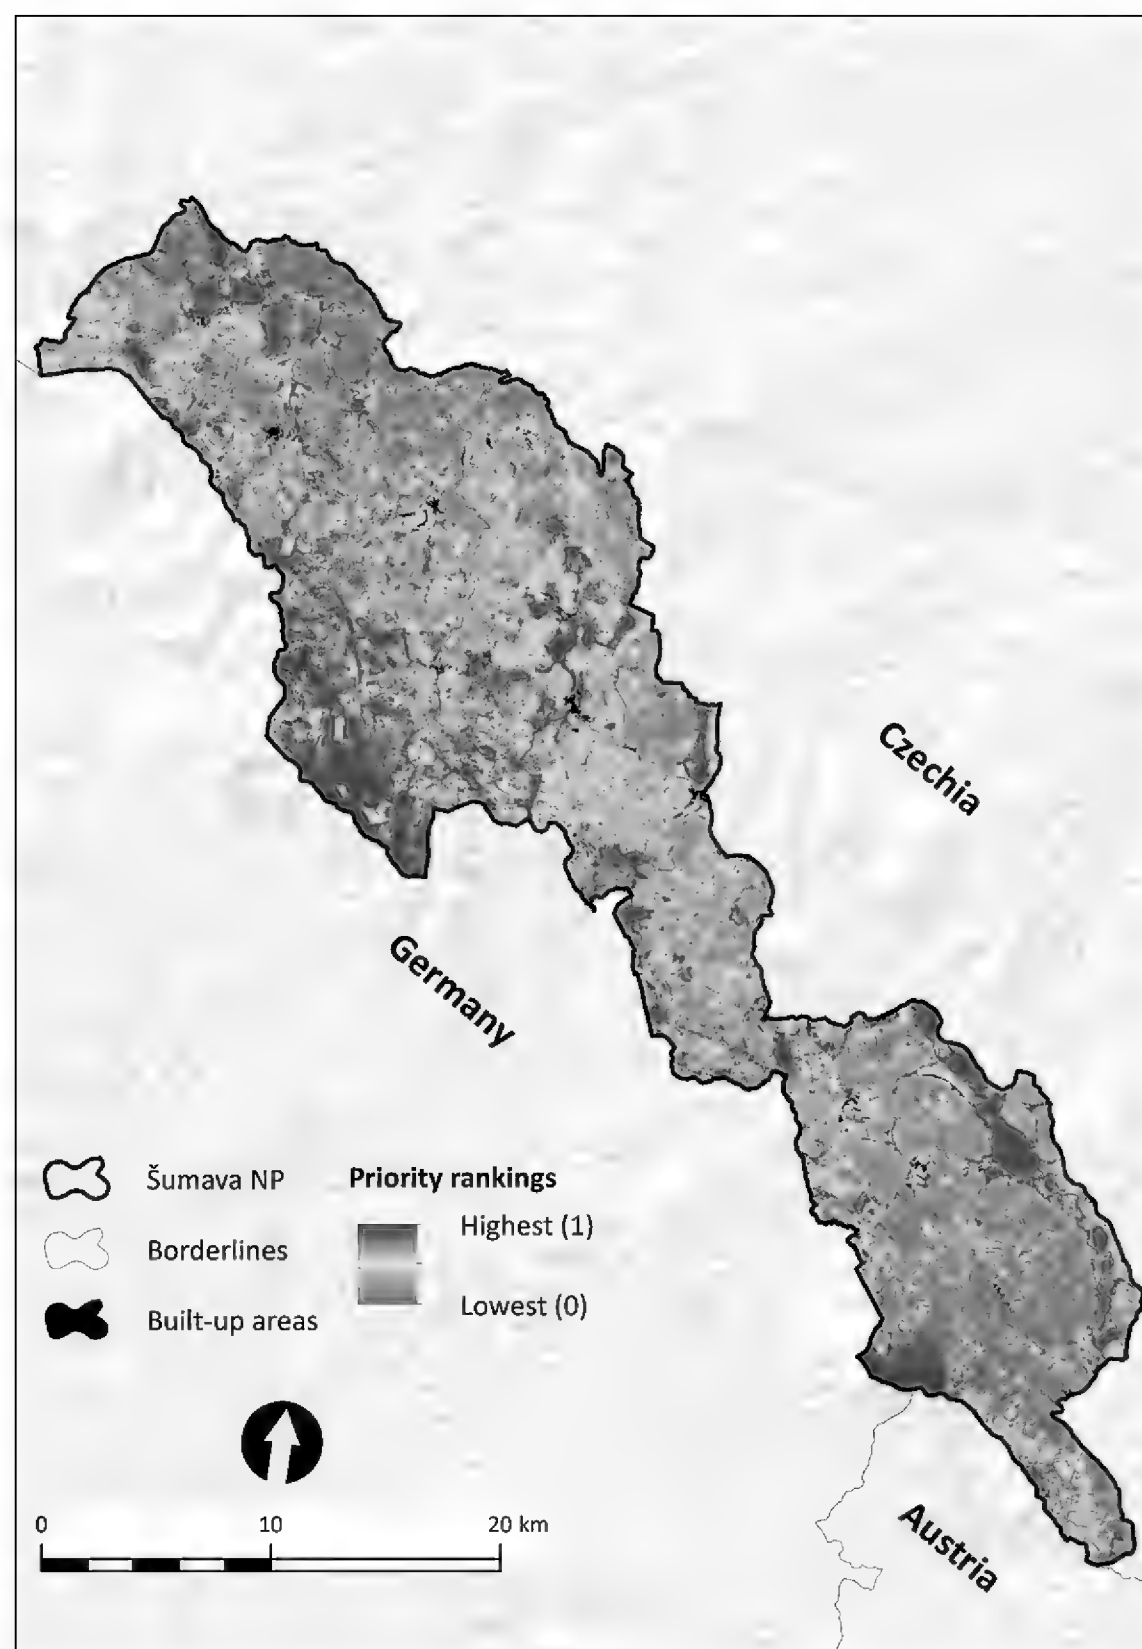 Czechia
Germany
Šumava NP
Borderlines
Built-up areas
Priority rankings
Highest (1)
Lowest (0)
0 10 20 km
Austria